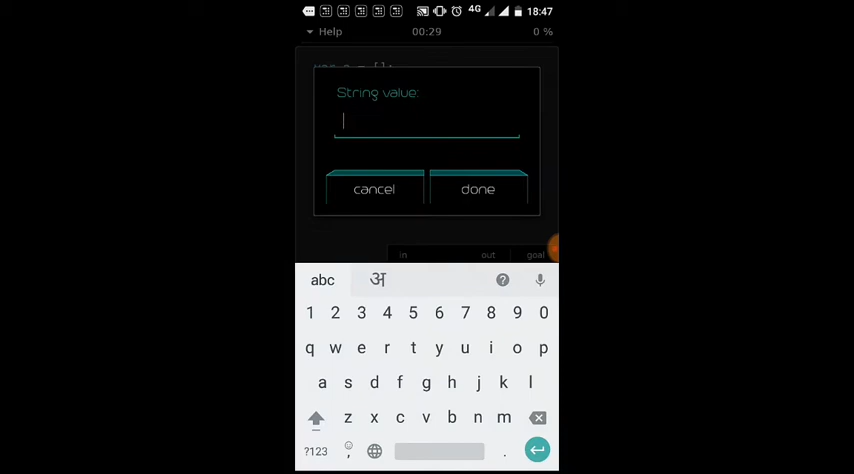 4G 18:47
Help 00:29 0 %
var a = [];
String value:
cancel done
in out goal
abc अ
1 2 3 4 5 6 7 8 9 0
q w e r t y u i o p
a s d f g h j k l
z x c v b n m
?123 , .